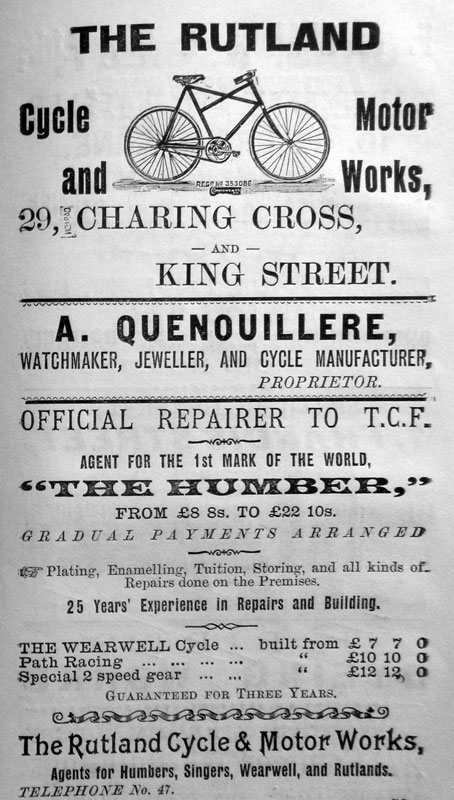 THE RUTLAND
Cycle Motor
and Works,
REGD NO 353086
29, CHARING CROSS,
— AND —
KING STREET.
A. QUENOUILLERE,
WATCHMAKER, JEWELLER, AND CYCLE MANUFACTURER,
PROPRIETOR.
OFFICIAL REPAIRER TO T.C.F.
AGENT FOR THE 1st MARK OF THE WORLD,
"THE HUMBER,"
FROM £8 8s. TO £22 10s.
GRADUAL PAYMENTS ARRANGED
☞ Plating, Enamelling, Tuition, Storing, and all kinds of
Repairs done on the Premises.
25 Years' Experience in Repairs and Building.
THE WEARWELL Cycle ... built from £ 7 7 0
Path Racing ... ... ... ... " £10 10 0
Special 2 speed gear ... ... " £12 12 0
GUARANTEED FOR THREE YEARS.
The Rutland Cycle & Motor Works,
Agents for Humbers, Singers, Wearwell, and Rutlands.
TELEPHONE No. 47.